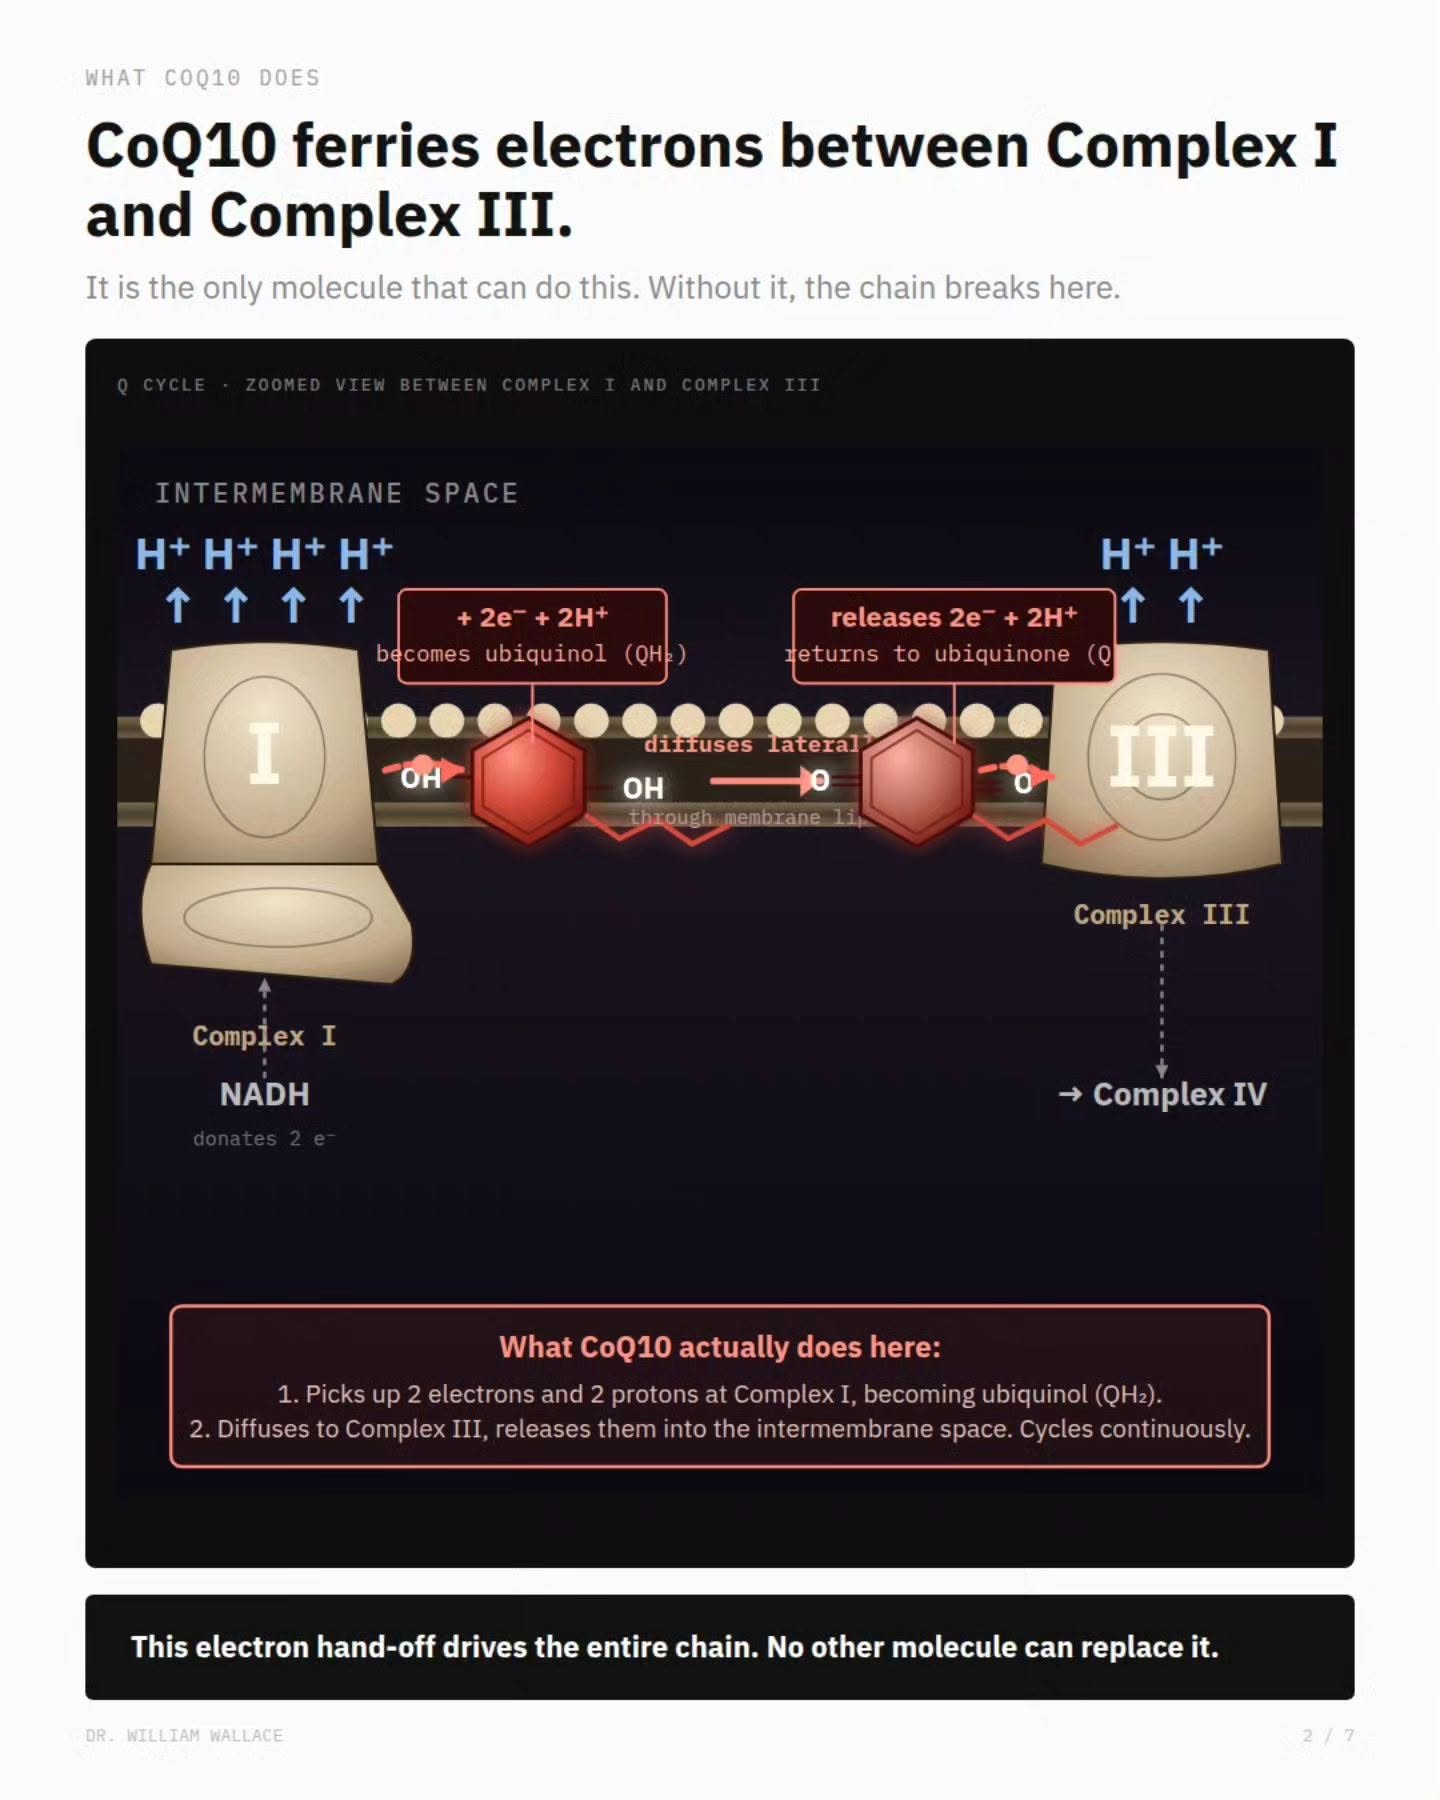 WHAT COQ10 DOES
CoQ10 ferries electrons between Complex I
and Complex III.
It is the only molecule that can do this. Without it, the chain breaks here.
Q CYCLE · ZOOMED VIEW BETWEEN COMPLEX I AND COMPLEX III
INTERMEMBRANE SPACE
H⁺ H⁺ H⁺ H⁺
H⁺ H⁺
↑ ↑ ↑ ↑
↑ ↑
+ 2e⁻ + 2H⁺
becomes ubiquinol (QH₂)
releases 2e⁻ + 2H⁺
returns to ubiquinone (Q
I
III
diffuses lateral
OH
OH
O
O
through membrane lip
Complex III
Complex I
NADH
donates 2 e⁻
→ Complex IV
What CoQ10 actually does here:
1. Picks up 2 electrons and 2 protons at Complex I, becoming ubiquinol (QH₂).
2. Diffuses to Complex III, releases them into the intermembrane space. Cycles continuously.
This electron hand-off drives the entire chain. No other molecule can replace it.
DR. WILLIAM WALLACE
2 / 7